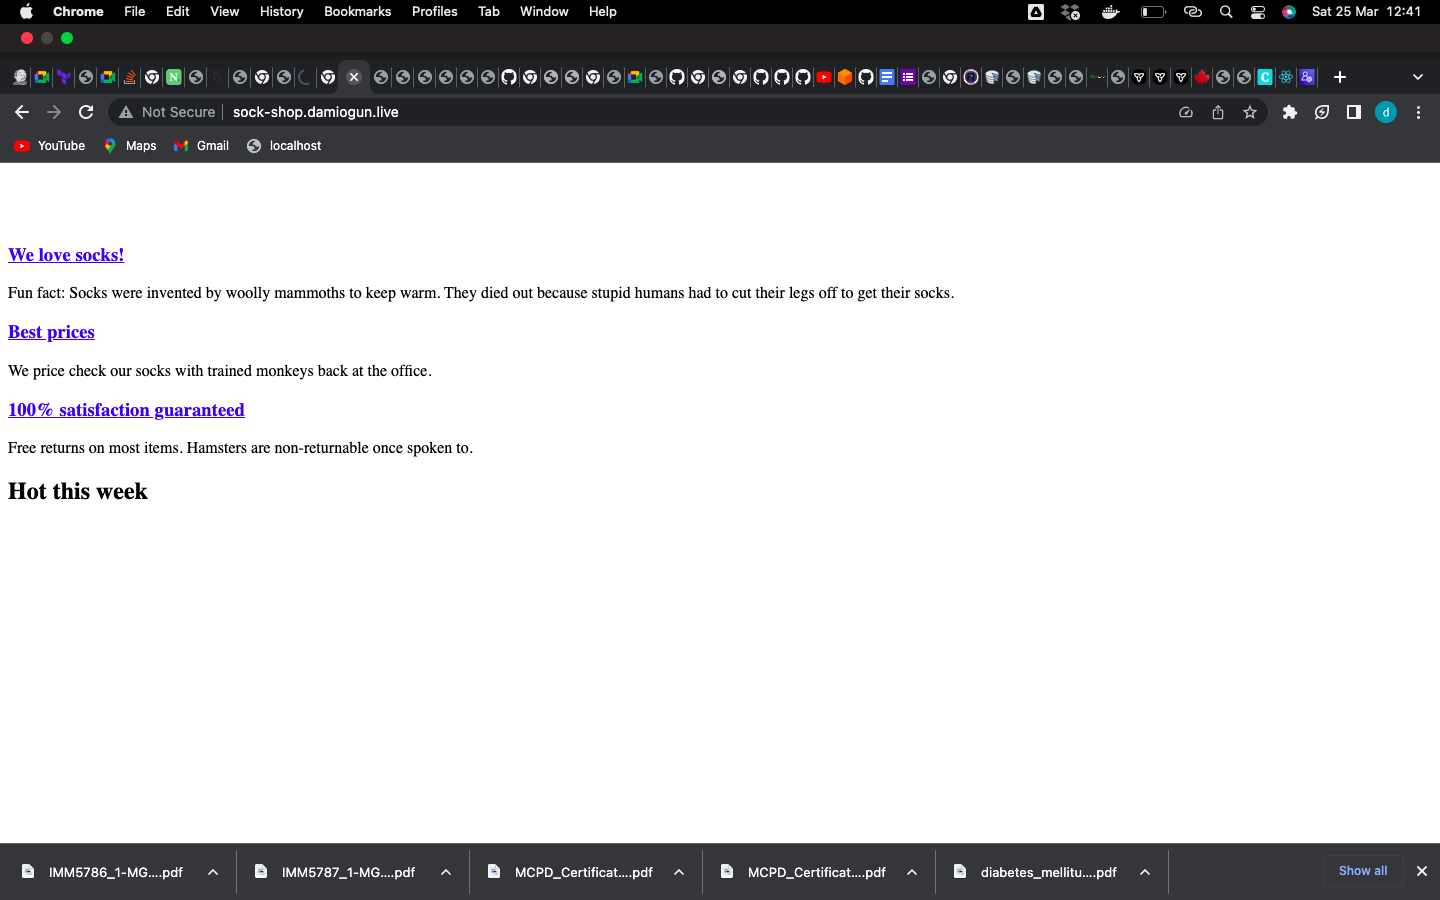 Chrome File Edit View History Bookmarks Profiles Tab Window Help Sat 25 Mar 12:41
Not Secure sock-shop.damiogun.live d
YouTube Maps Gmail localhost
We love socks!
Fun fact: Socks were invented by woolly mammoths to keep warm. They died out because stupid humans had to cut their legs off to get their socks.
Best prices
We price check our socks with trained monkeys back at the office.
100% satisfaction guaranteed
Free returns on most items. Hamsters are non-returnable once spoken to.
Hot this week
IMM5786_1-MG....pdf IMM5787_1-MG....pdf MCPD_Certificat....pdf MCPD_Certificat....pdf diabetes_mellitu....pdf Show all